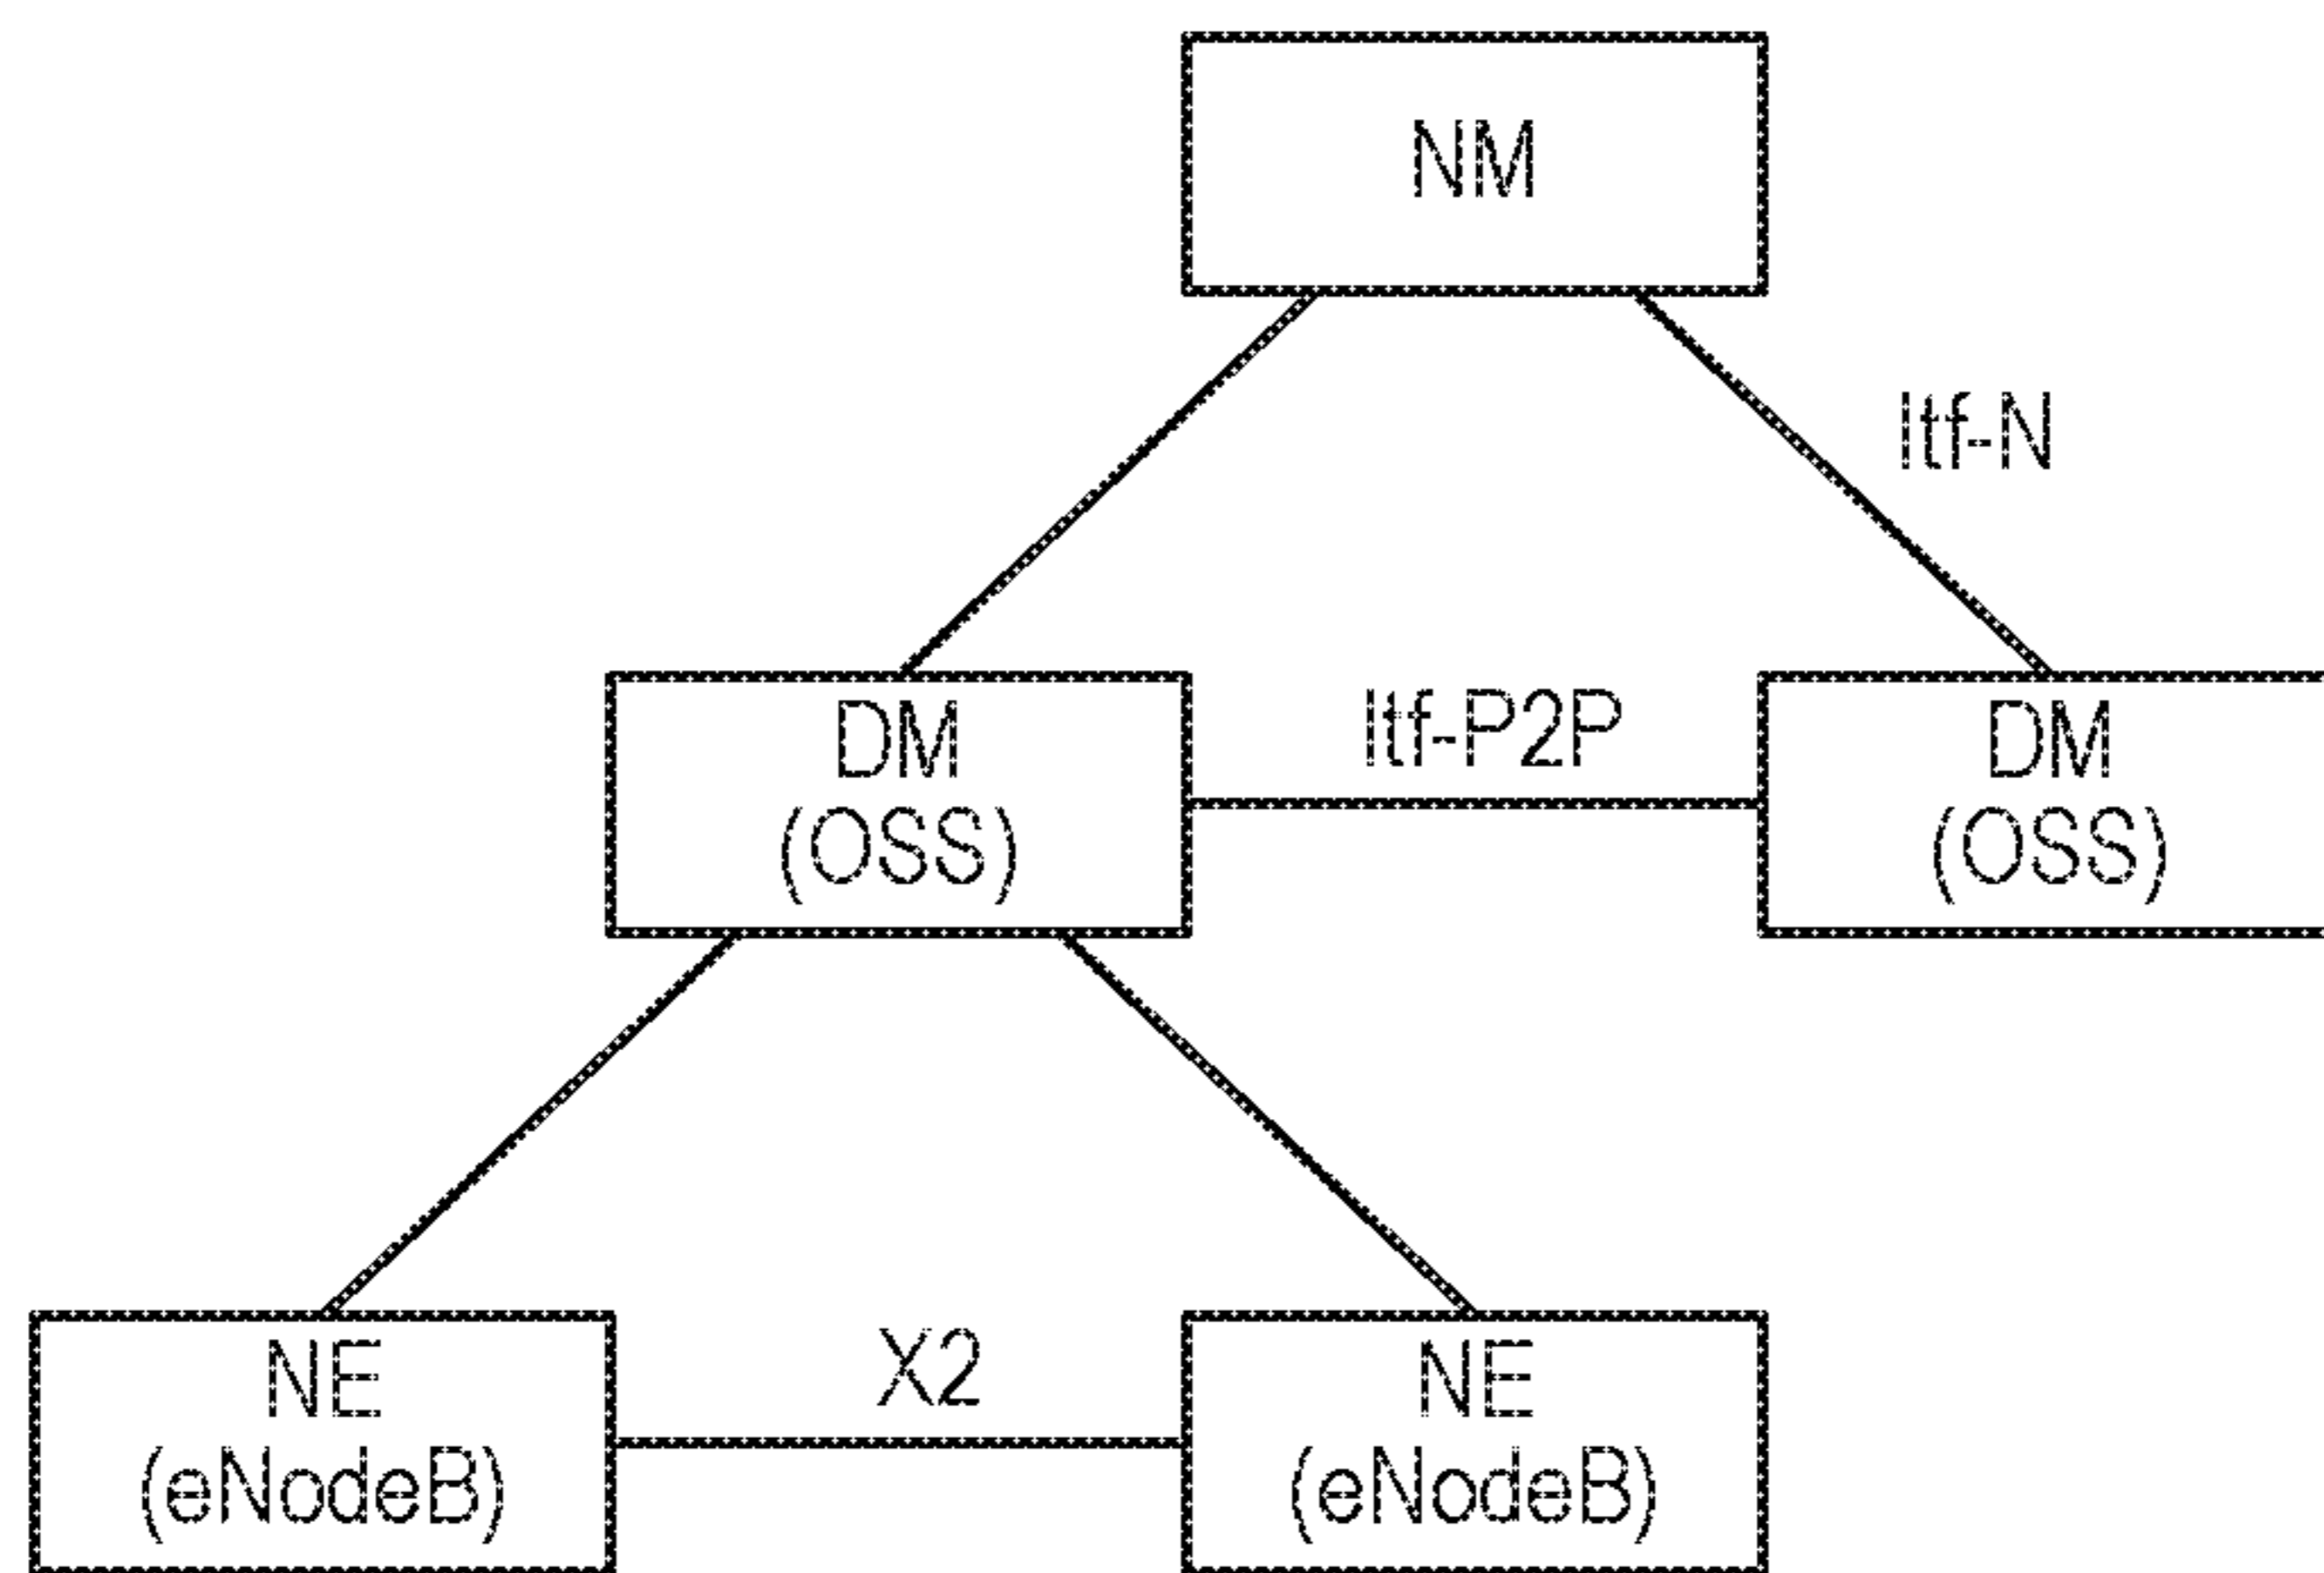 NM
Itf-N
DM
(OSS)
Itf-P2P
DM
(OSS)
NE
(eNodeB)
X2
NE
(eNodeB)